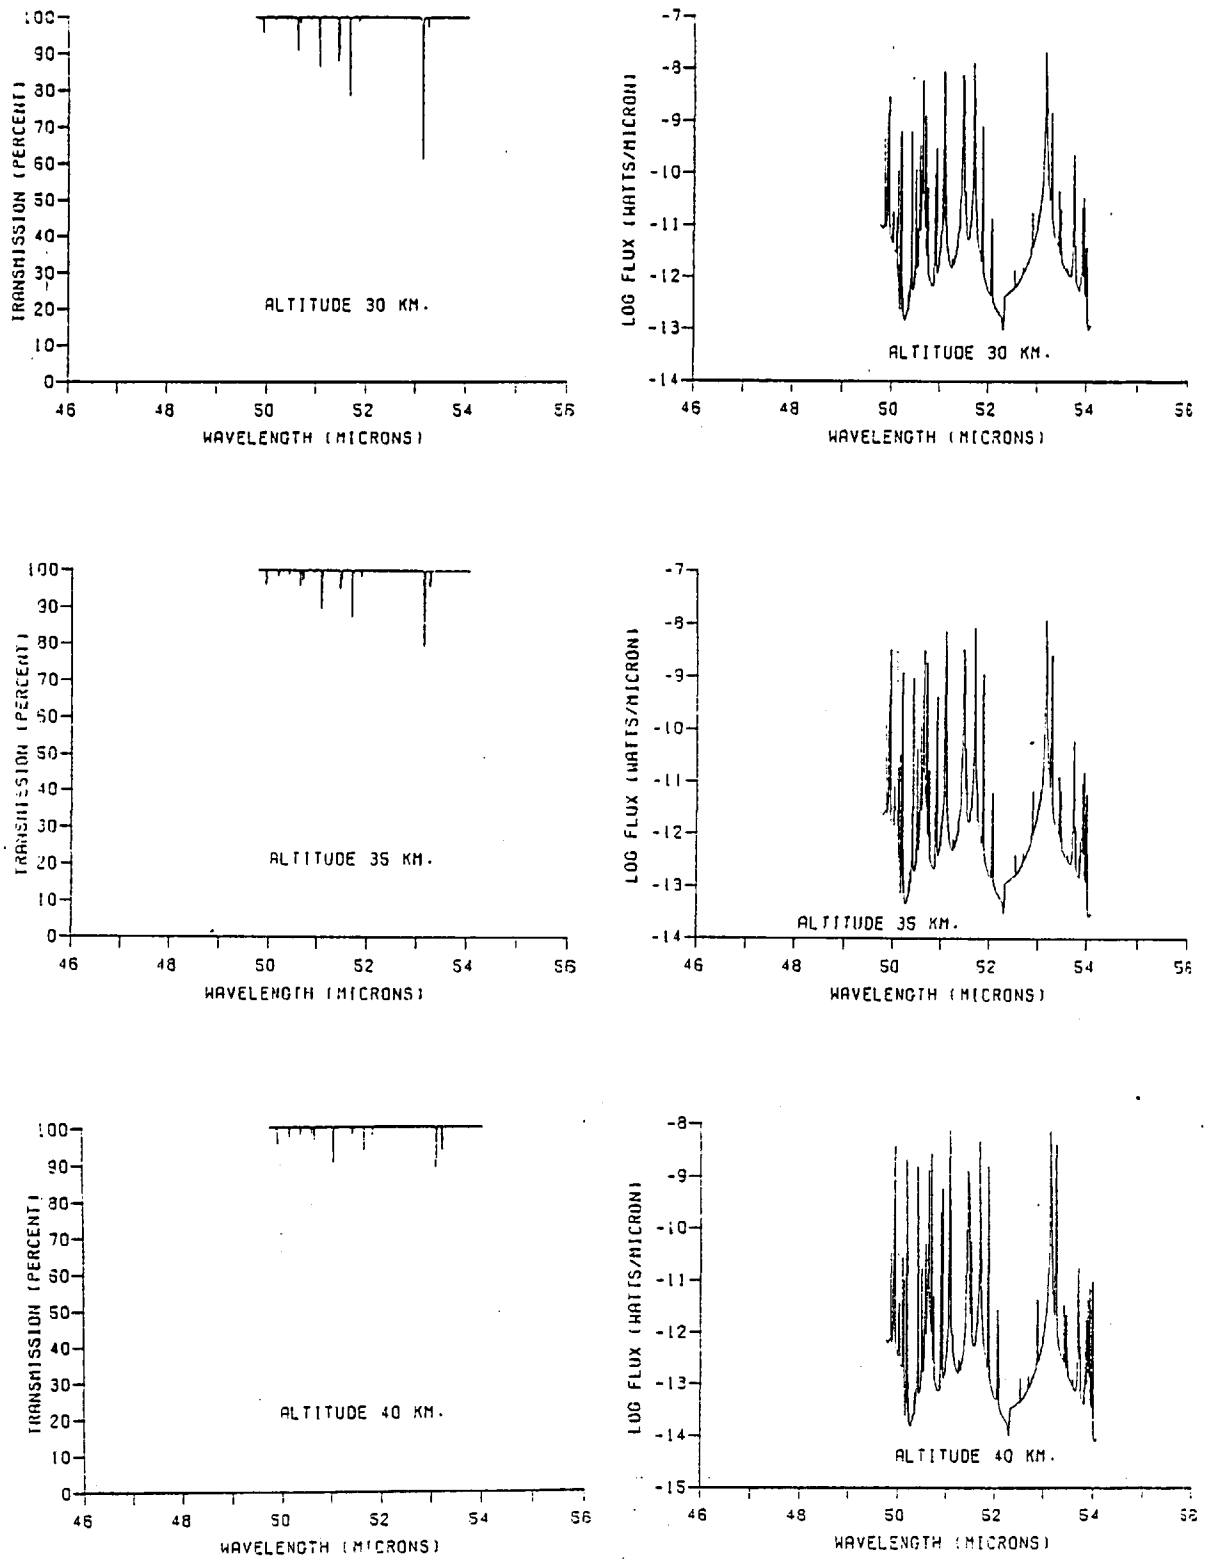 TRANSMISSION (PERCENT)
100
90
80
70
60
50
40
30
20
10
0
ALTITUDE 30 KM.
46 48 50 52 54 56
WAVELENGTH (MICRONS)
LOG FLUX (WATTS/MICRON)
-7
-8
-9
-10
-11
-12
-13
-14
ALTITUDE 30 KM.
46 48 50 52 54 56
WAVELENGTH (MICRONS)
TRANSMISSION (PERCENT)
100
90
80
70
60
50
40
30
20
10
0
ALTITUDE 35 KM.
46 48 50 52 54 56
WAVELENGTH (MICRONS)
LOG FLUX (WATTS/MICRON)
-7
-8
-9
-10
-11
-12
-13
-14
ALTITUDE 35 KM.
46 48 50 52 54 56
WAVELENGTH (MICRONS)
TRANSMISSION (PERCENT)
100
90
80
70
60
50
40
30
20
10
0
ALTITUDE 40 KM.
46 48 50 52 54 56
WAVELENGTH (MICRONS)
LOG FLUX (WATTS/MICRON)
-8
-9
-10
-11
-12
-13
-14
-15
ALTITUDE 40 KM.
46 48 50 52 54 56
WAVELENGTH (MICRONS)